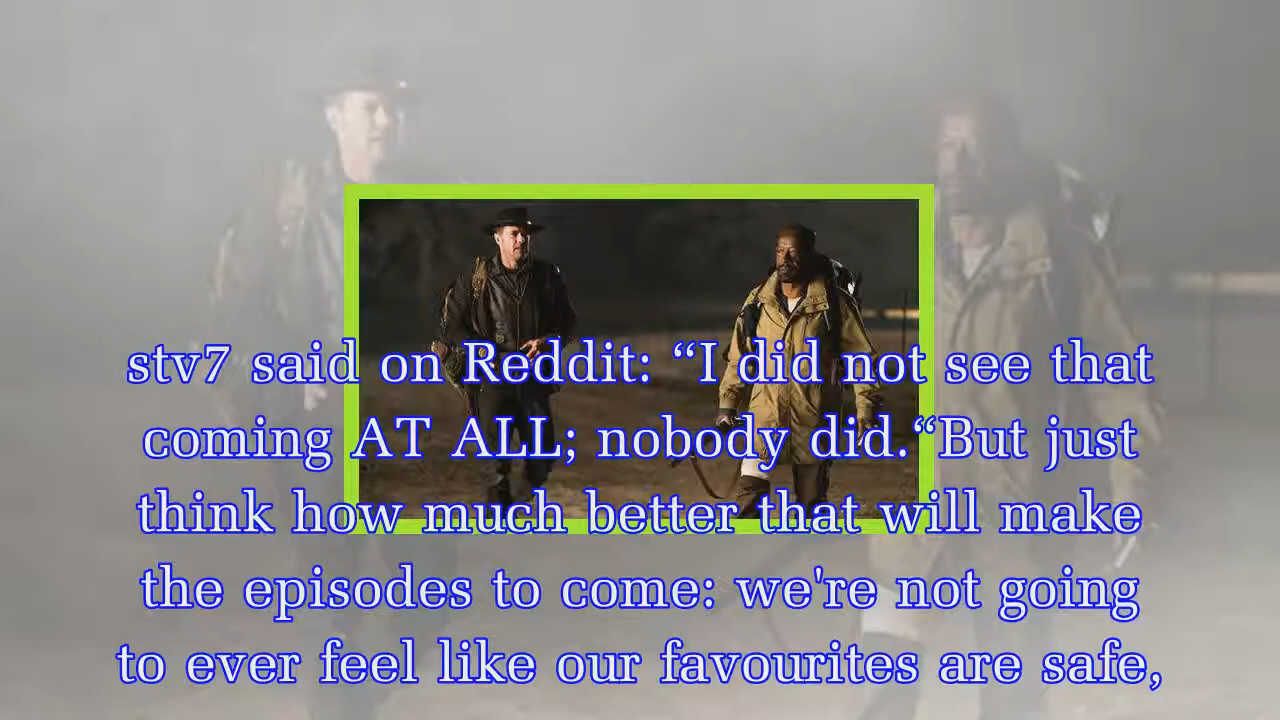 stv7 said on Reddit: “I did not see that
coming AT ALL; nobody did.“But just
think how much better that will make
the episodes to come: we're not going
to ever feel like our favourites are safe,